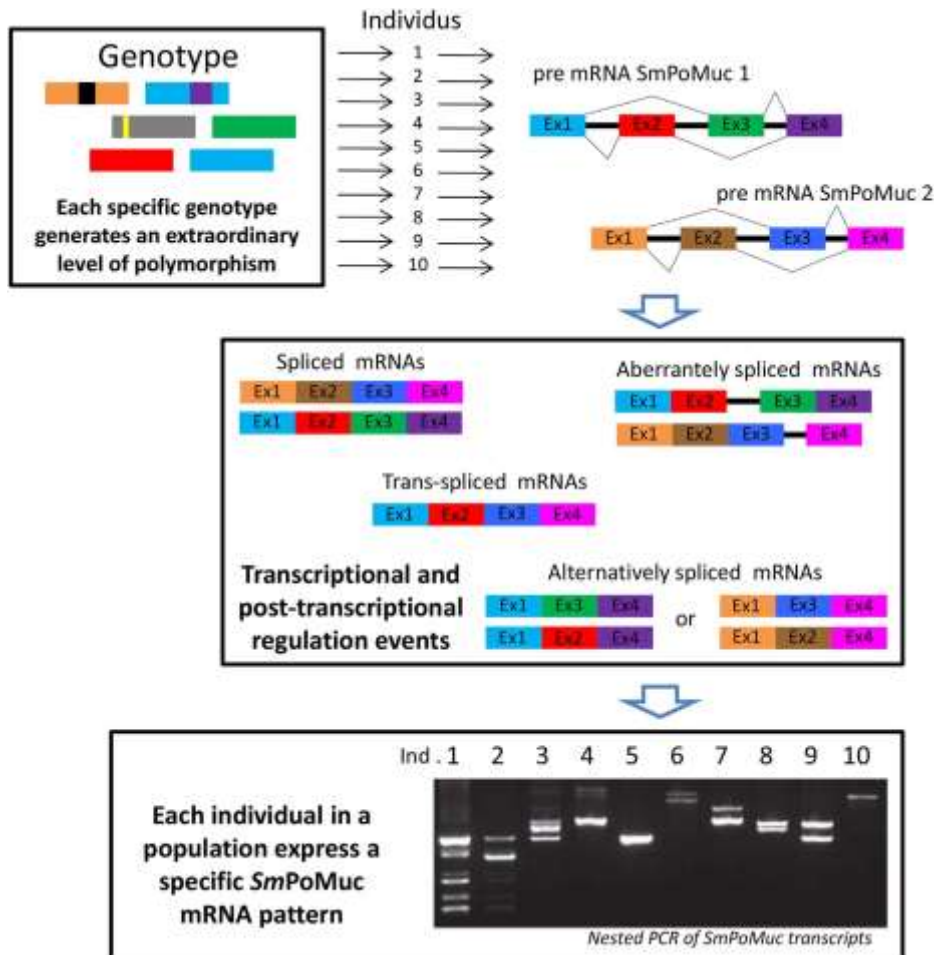 Individus
Genotype
Each specific genotype
generates an extraordinary
level of polymorphism
1
2
3
4
5
6
7
8
9
10
pre mRNA SmPoMuc 1
Ex1 Ex2 Ex3 Ex4
pre mRNA SmPoMuc 2
Ex1 Ex2 Ex3 Ex4
Spliced mRNAs
Ex1 Ex2 Ex3 Ex4
Ex1 Ex2 Ex3 Ex4
Aberrantely spliced mRNAs
Ex1 Ex2 Ex3 Ex4
Ex1 Ex2 Ex3 Ex4
Trans-spliced mRNAs
Ex1 Ex2 Ex3 Ex4
Transcriptional and
post-transcriptional
regulation events
Alternatively spliced mRNAs
Ex1 Ex3 Ex4
Ex1 Ex2 Ex4
or
Ex1 Ex3 Ex4
Ex1 Ex2 Ex4
Each individual in a
population express a
specific SmPoMuc
mRNA pattern
Ind . 1 2 3 4 5 6 7 8 9 10
Nested PCR of SmPoMuc transcripts